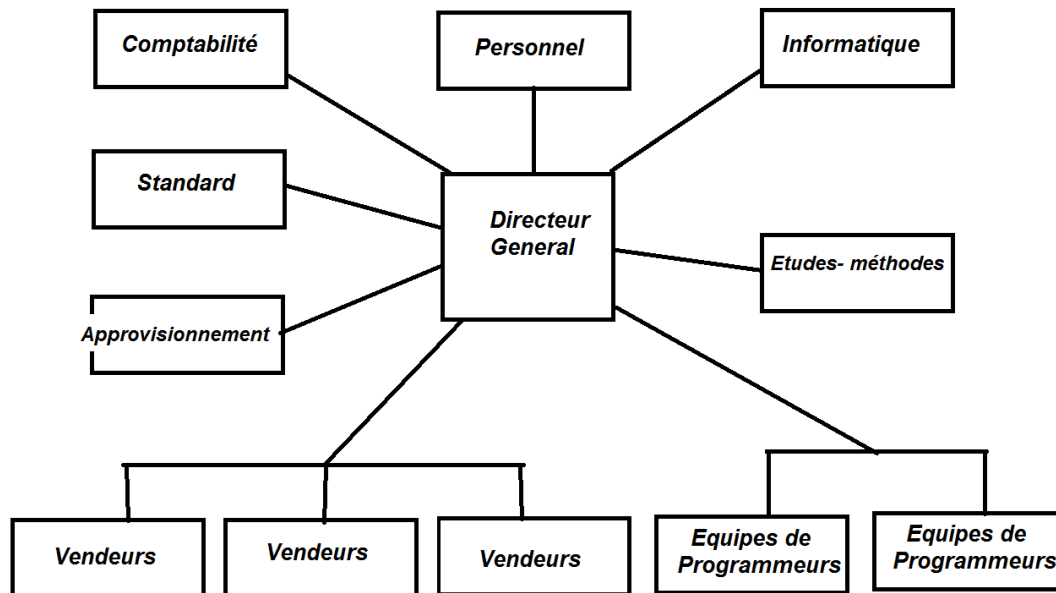 Comptabilité
Personnel
Informatique
Standard
Directeur
General
Etudes- méthodes
Approvisionnement
Vendeurs
Vendeurs
Vendeurs
Equipes de
Programmeurs
Equipes de
Programmeurs